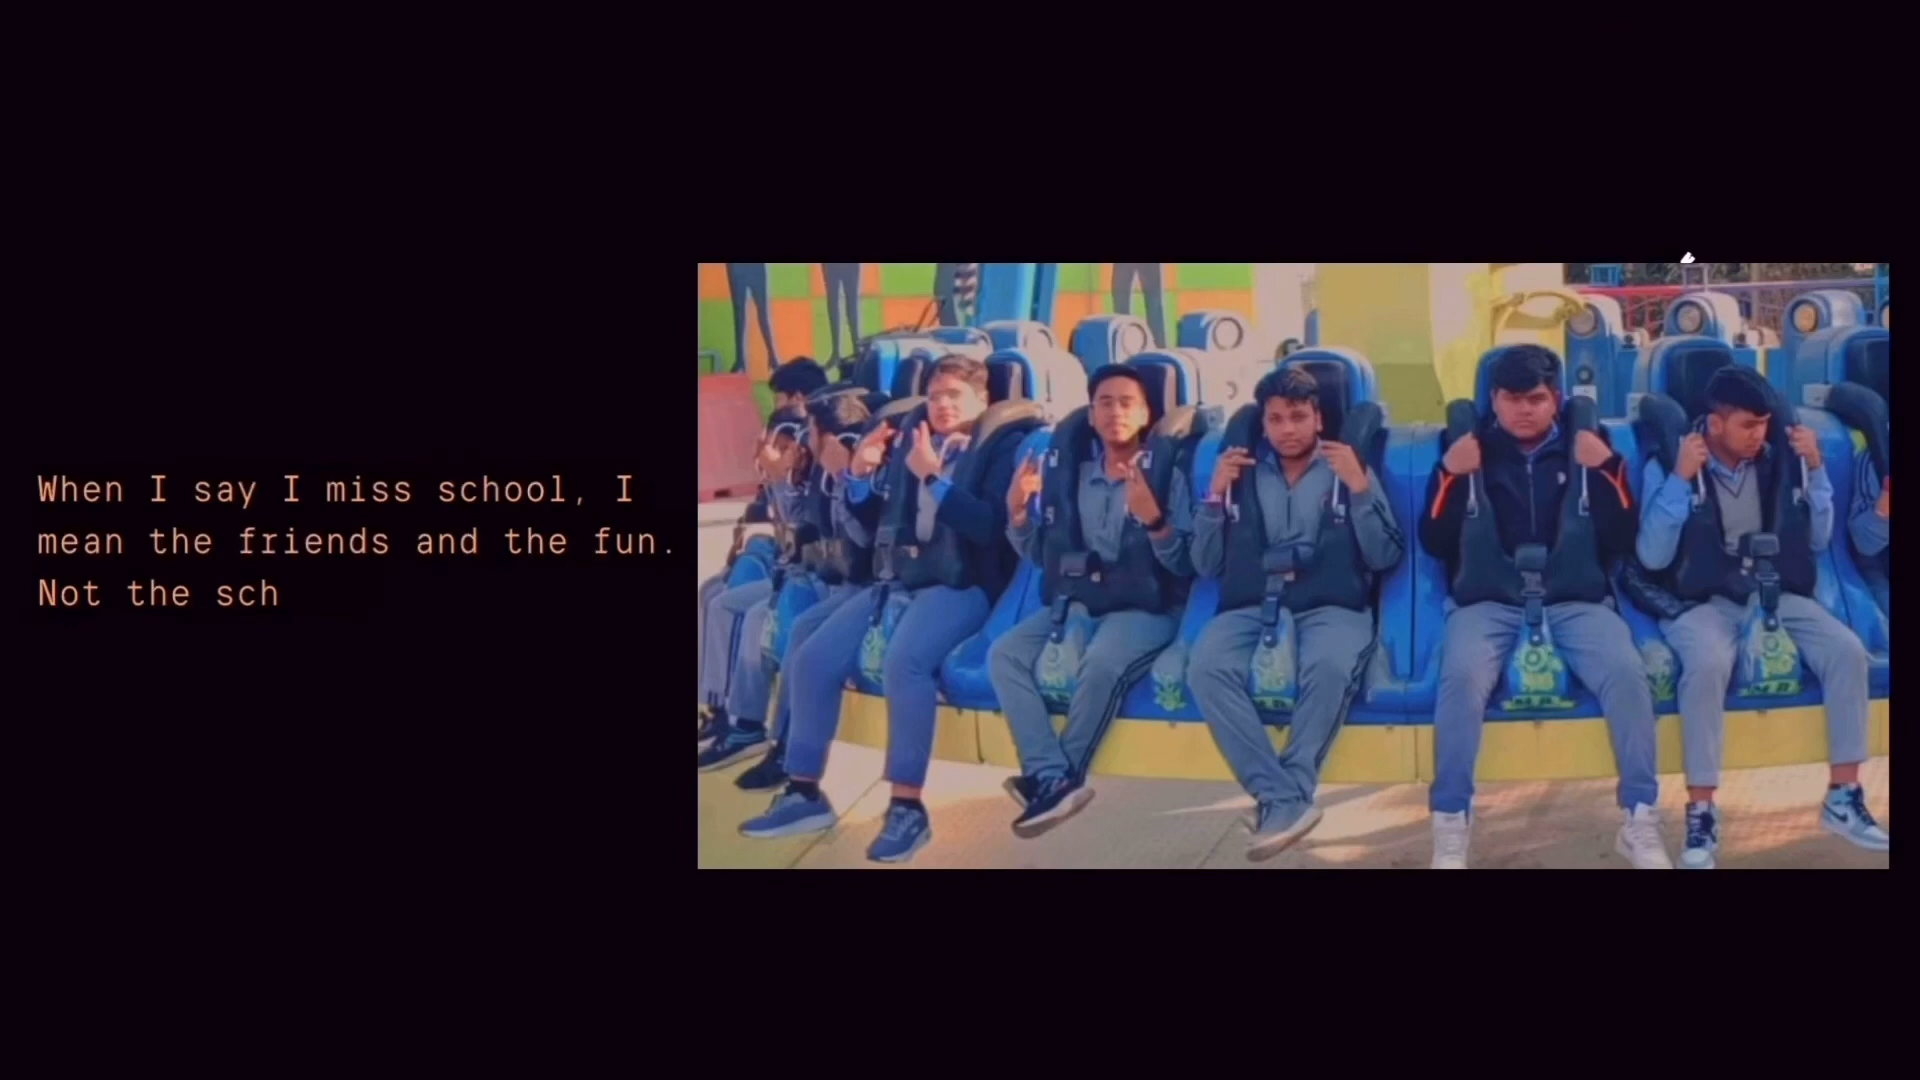 When I say I miss school, I
mean the friends and the fun.
Not the sch